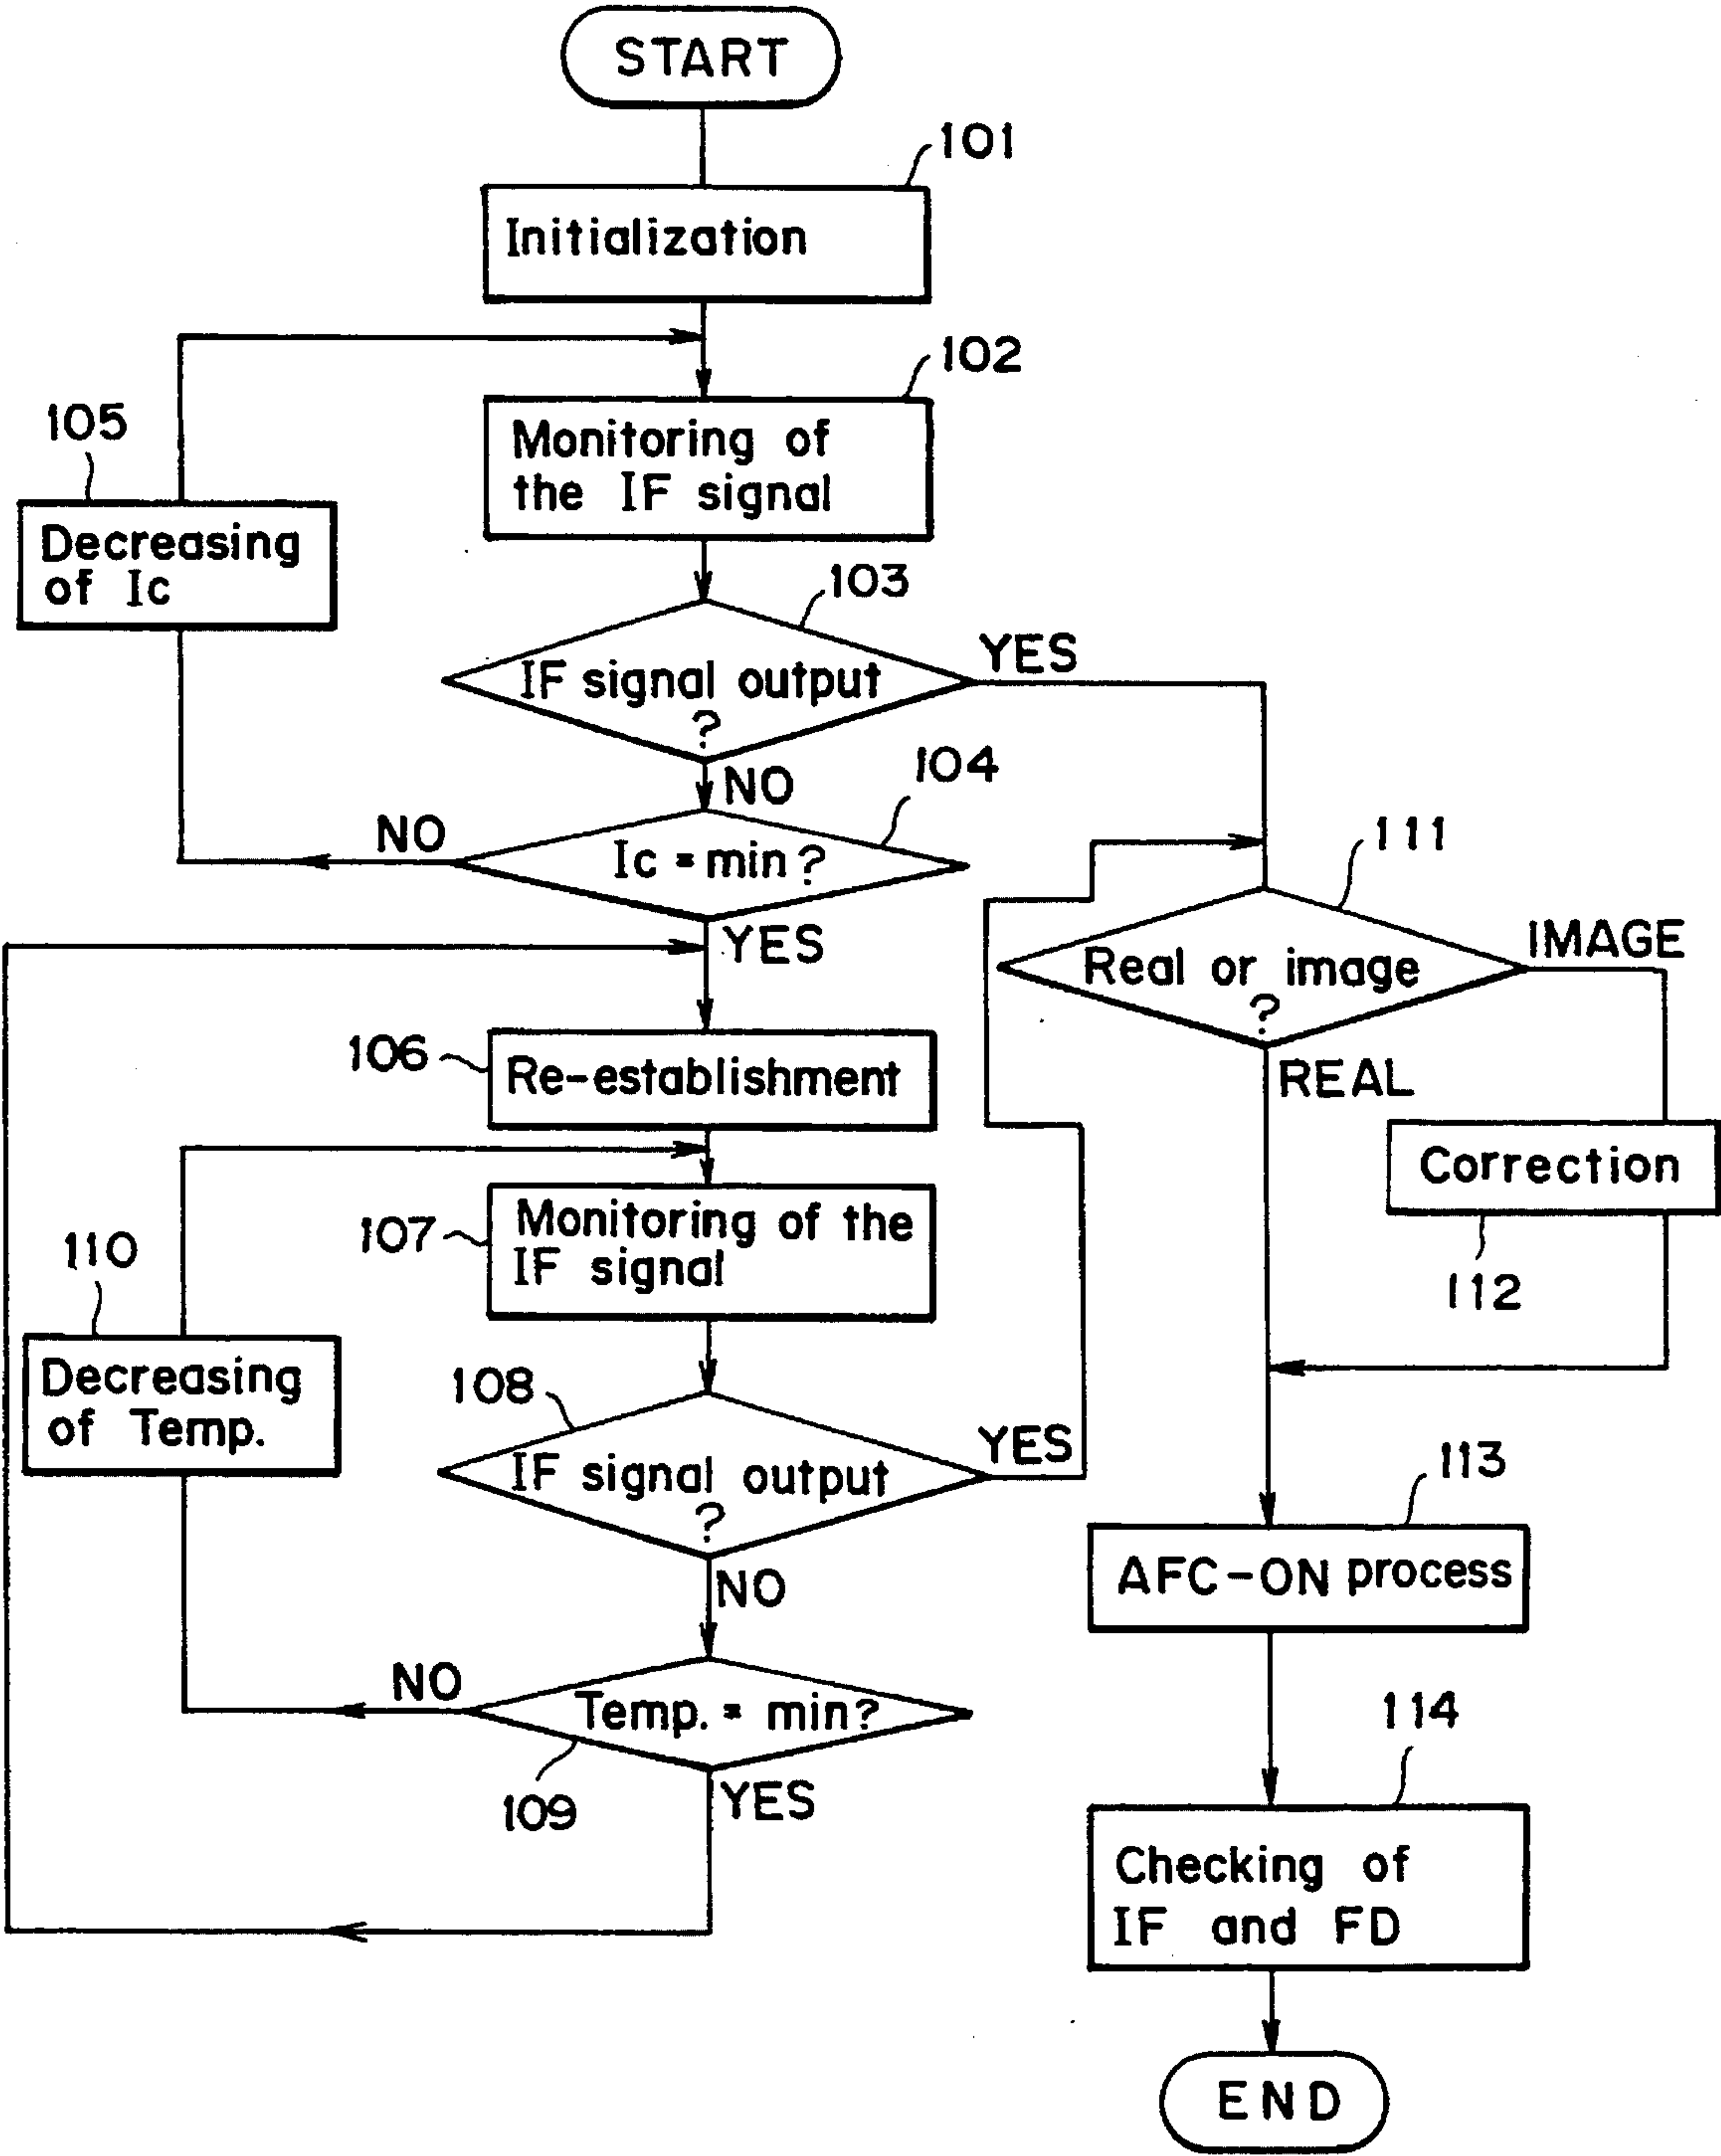 START
101
Initialization
102
Monitoring of
the IF signal
105
Decreasing
of Ic
103
IF signal output
?
YES
NO
104
Ic = min?
NO
YES
111
Real or image
?
IMAGE
REAL
106
Re-establishment
Correction
112
107
Monitoring of the
IF signal
110
Decreasing
of Temp.
108
IF signal output
?
YES
NO
113
AFC-ON process
Temp. = min?
NO
109
YES
114
Checking of
IF and FD
END